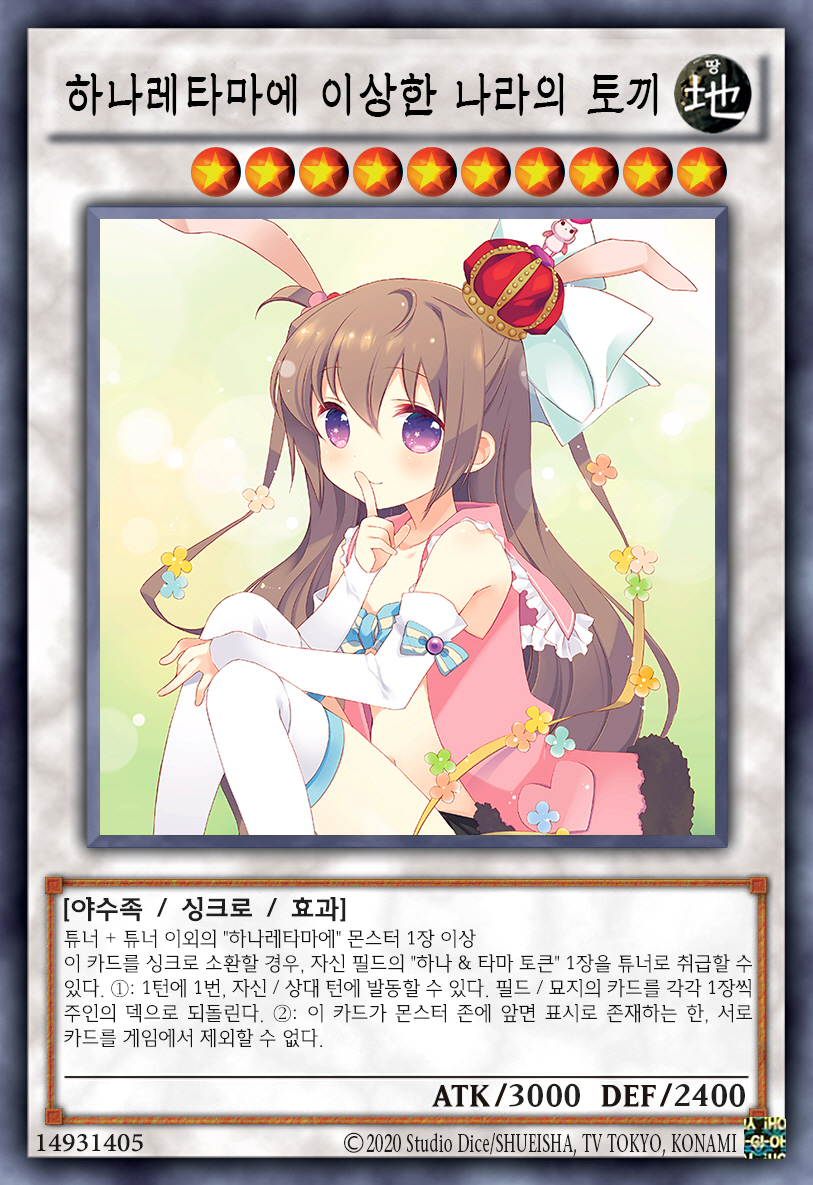 하나레타마에 이상한 나라의 토끼
땅
地
[야수족 / 싱크로 / 효과]
튜너 + 튜너 이외의 "하나레타마에" 몬스터 1장 이상
이 카드를 싱크로 소환할 경우, 자신 필드의 "하나 & 타마 토큰" 1장을 튜너로 취급할 수
있다. ①: 1턴에 1번, 자신 / 상대 턴에 발동할 수 있다. 필드 / 묘지의 카드를 각각 1장씩
주인의 덱으로 되돌린다. ②: 이 카드가 몬스터 존에 앞면 표시로 존재하는 한, 서로
카드를 게임에서 제외할 수 없다.
ATK/3000 DEF/2400
14931405
©2020 Studio Dice/SHUEISHA, TV TOKYO, KONAMI